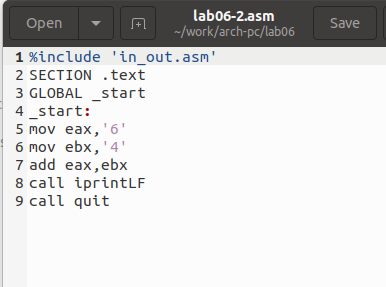 Open
lab06-2.asm
~/work/arch-pc/lab06
Save
1 %include 'in_out.asm'
2 SECTION .text
3 GLOBAL _start
4 _start:
5 mov eax,'6'
6 mov ebx,'4'
7 add eax,ebx
8 call iprintLF
9 call quit